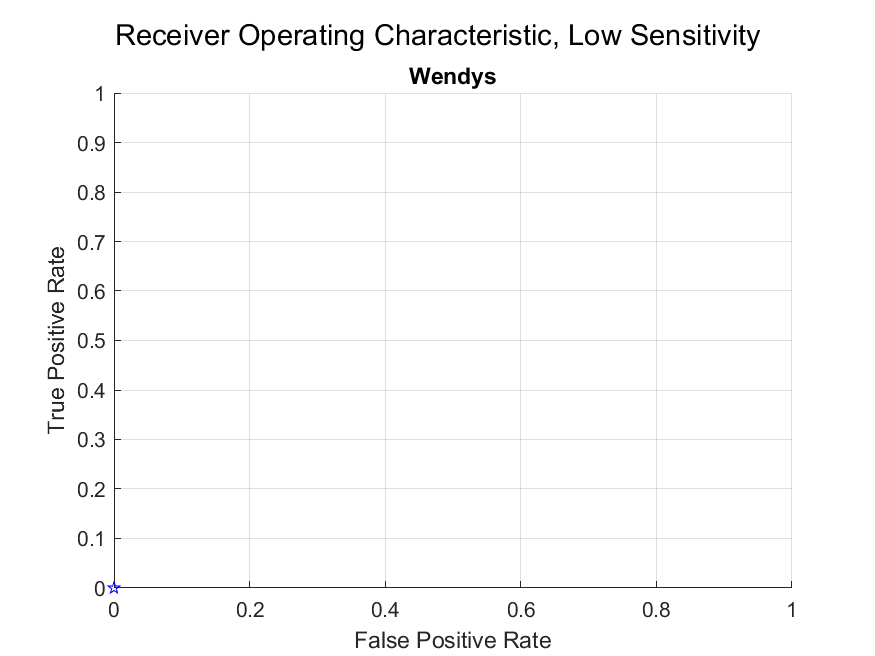 Receiver Operating Characteristic, Low Sensitivity
Wendys
1
0.9
0.8
0.7
0.6
0.5
0.4
0.3
0.2
0.1
0
True Positive Rate
0 0.2 0.4 0.6 0.8 1
False Positive Rate